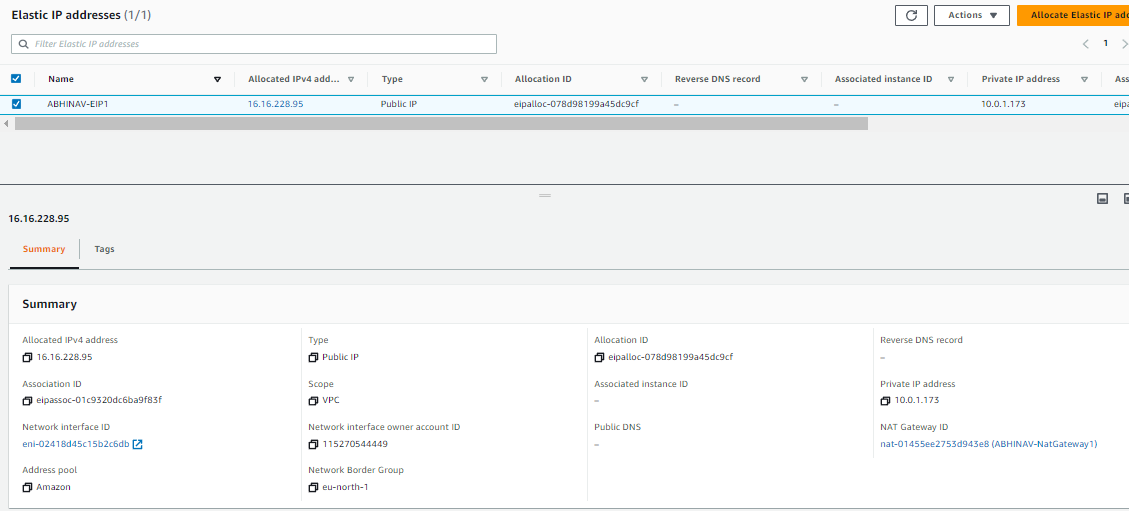 Elastic IP addresses (1/1)
Actions
Allocate Elastic IP add
Filter Elastic IP addresses
1
Name Allocated IPv4 add... Type Allocation ID Reverse DNS record Associated instance ID Private IP address Ass
ABHINAV-EIP1 16.16.228.95 Public IP eipalloc-078d98199a45dc9cf – – 10.0.1.173 eipa
16.16.228.95
Summary Tags
Summary
Allocated IPv4 address Type Allocation ID Reverse DNS record
16.16.228.95 Public IP eipalloc-078d98199a45dc9cf –
Association ID Scope Associated instance ID Private IP address
eipassoc-01c9320dc6ba9f83f VPC – 10.0.1.173
Network interface ID Network interface owner account ID Public DNS NAT Gateway ID
eni-02418d45c15b2c6db 115270544449 – nat-01455ee2753d943e8 (ABHINAV-NatGateway1)
Address pool Network Border Group
Amazon eu-north-1